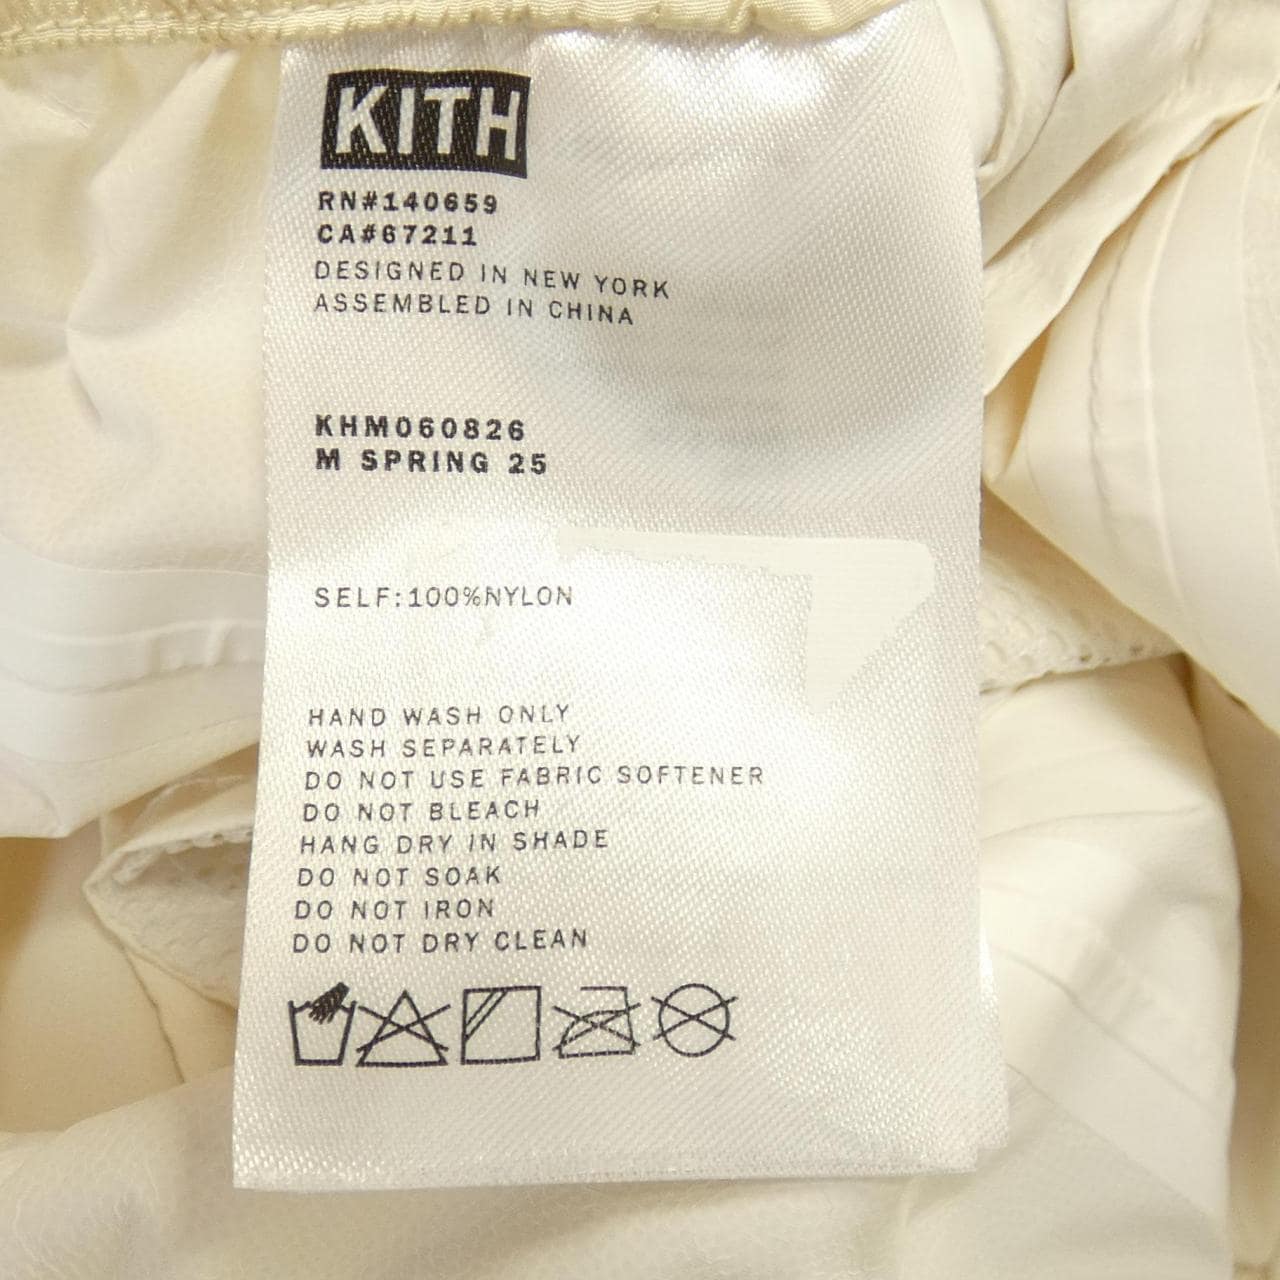 KITH
RN#140659
CA#67211
DESIGNED IN NEW YORK
ASSEMBLED IN CHINA
KHM060826
M SPRING 25
SELF:100%NYLON
HAND WASH ONLY
WASH SEPARATELY
DO NOT USE FABRIC SOFTENER
DO NOT BLEACH
HANG DRY IN SHADE
DO NOT SOAK
DO NOT IRON
DO NOT DRY CLEAN